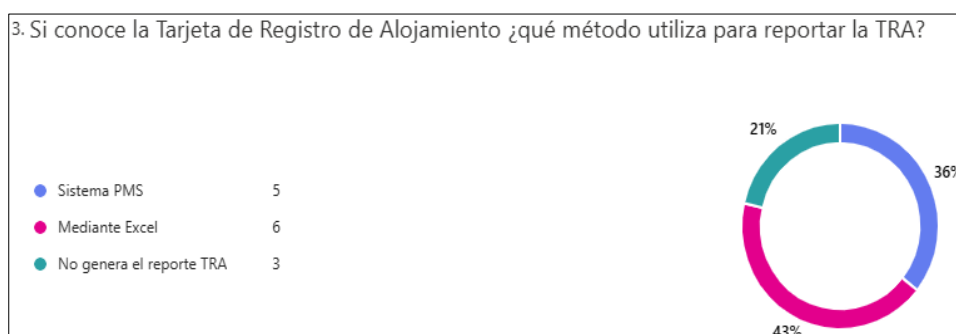 3. Si conoce la Tarjeta de Registro de Alojamiento ¿qué método utiliza para reportar la TRA?
21%
36%
Sistema PMS 5
Mediante Excel 6
No genera el reporte TRA 3
43%